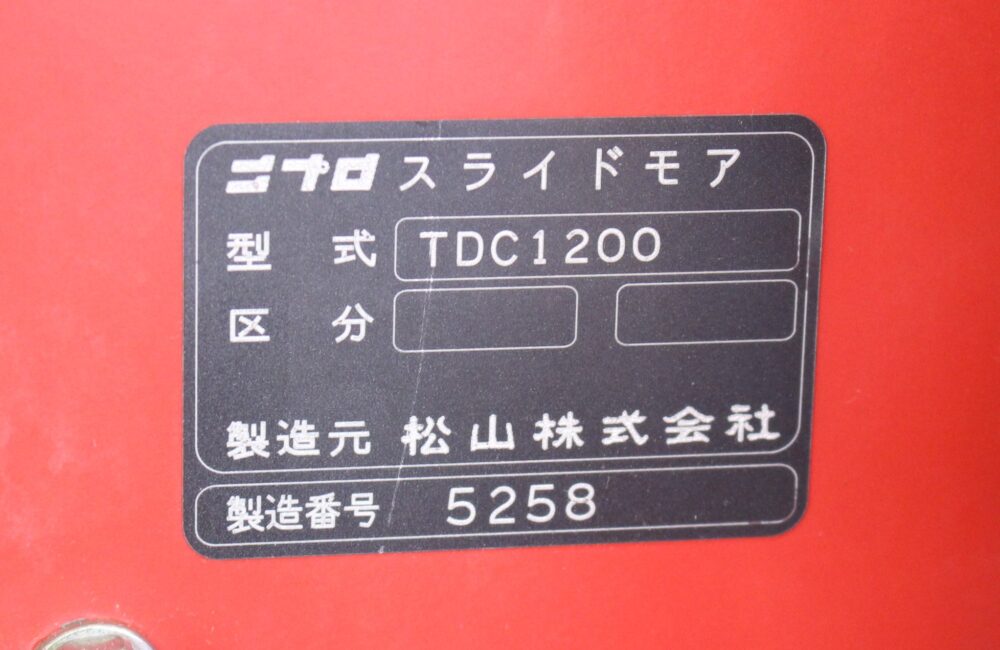 ニプロ スライドモア
型式 TDC1200
区分
製造元 松山株式会社
製造番号 5258